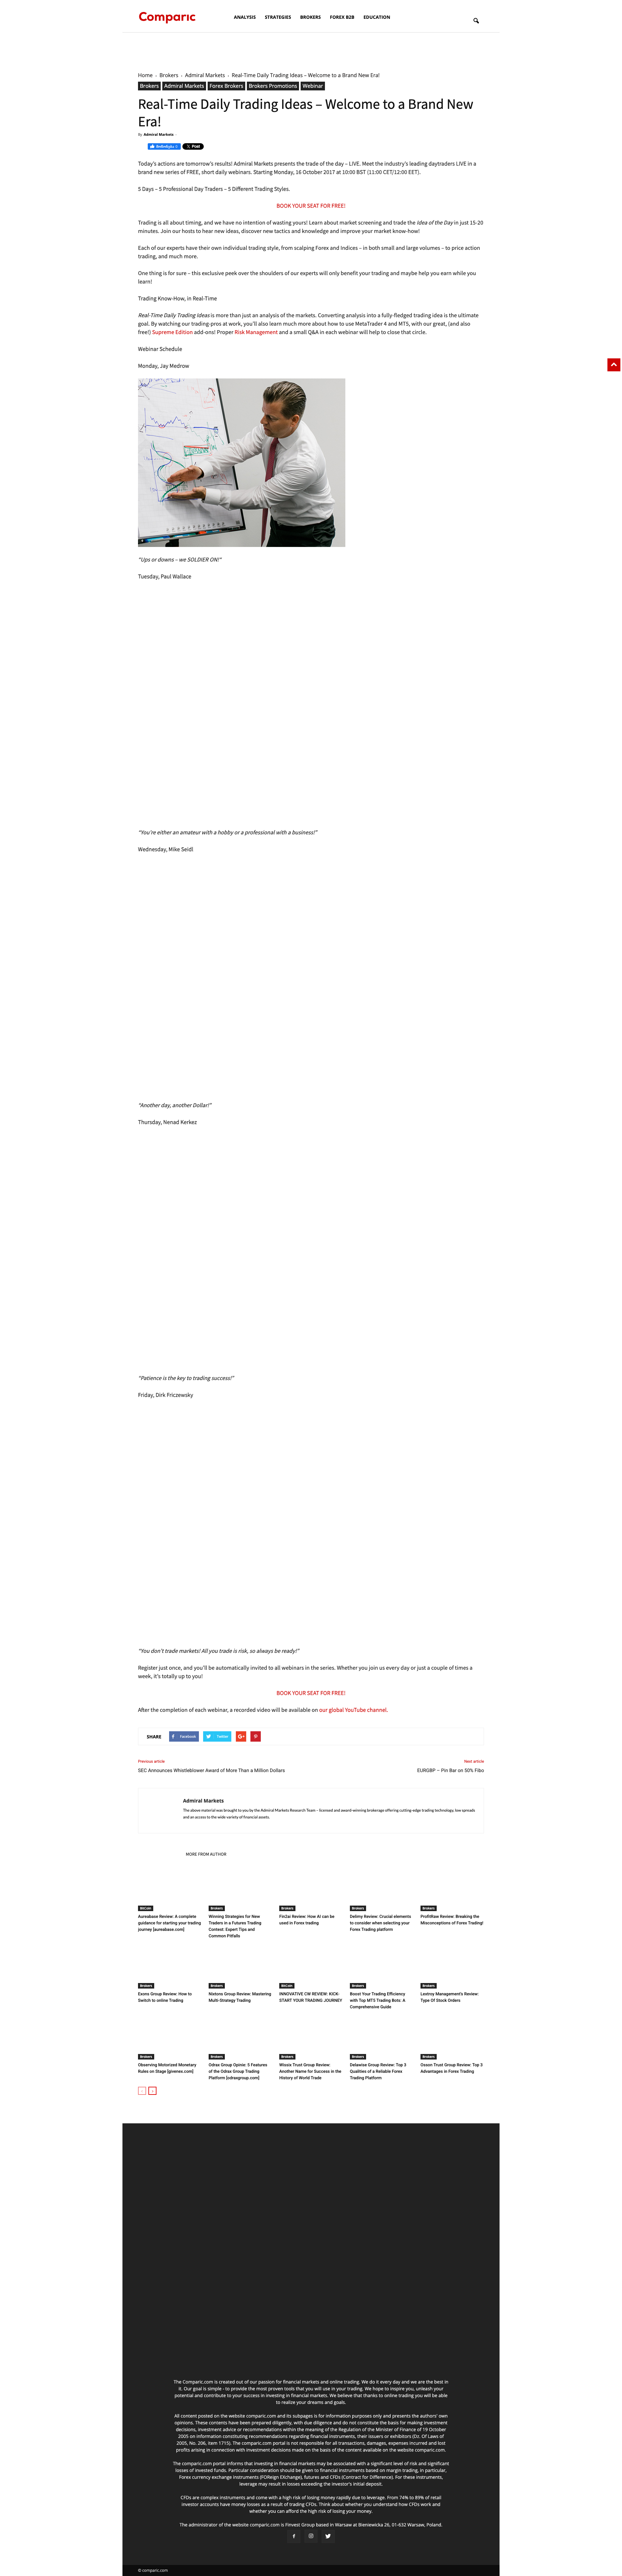 Comparic
ANALYSIS
STRATEGIES
BROKERS
FOREX B2B
EDUCATION
Home › Brokers › Admiral Markets › Real-Time Daily Trading Ideas – Welcome to a Brand New Era!
Brokers Admiral Markets Forex Brokers Brokers Promotions Webinar
Real-Time Daily Trading Ideas – Welcome to a Brand New
Era!
By Admiral Markets
X Post
Today's actions are tomorrow's results! Admiral Markets presents the trade of the day – LIVE. Meet the industry's leading daytraders LIVE in a
brand new series of FREE, short daily webinars. Starting Monday, 16 October 2017 at 10:00 BST (11:00 CET/12:00 EET).
5 Days – 5 Professional Day Traders – 5 Different Trading Styles.
BOOK YOUR SEAT FOR FREE!
Trading is all about timing, and we have no intention of wasting yours! Learn about market screening and trade the Idea of the Day in just 15-20
minutes. Join our hosts to hear new ideas, discover new tactics and knowledge and improve your market know-how!
Each of our experts have their own individual trading style, from scalping Forex and Indices – in both small and large volumes – to price action
trading, and much more.
One thing is for sure – this exclusive peek over the shoulders of our experts will only benefit your trading and maybe help you earn while you
learn!
Trading Know-How, in Real-Time
Real-Time Daily Trading Ideas is more than just an analysis of the markets. Converting analysis into a fully-fledged trading idea is the ultimate
goal. By watching our trading-pros at work, you'll also learn much more about how to use MetaTrader 4 and MT5, with our great, (and also
free!) Supreme Edition add-ons! Proper Risk Management and a small Q&A in each webinar will help to close that circle.
Webinar Schedule
Monday, Jay Medrow
"Ups or downs – we SOLDIER ON!"
Tuesday, Paul Wallace
"You're either an amateur with a hobby or a professional with a business!"
Wednesday, Mike Seidl
"Another day, another Dollar!"
Thursday, Nenad Kerkez
"Patience is the key to trading success!"
Friday, Dirk Friczewsky
"You don't trade markets! All you trade is risk, so always be ready!"
Register just once, and you'll be automatically invited to all webinars in the series. Whether you join us every day or just a couple of times a
week, it's totally up to you!
BOOK YOUR SEAT FOR FREE!
After the completion of each webinar, a recorded video will be available on our global YouTube channel.
SHARE
Facebook
Twitter
Previous article
Next article
SEC Announces Whistleblower Award of More Than a Million Dollars
EURGBP – Pin Bar on 50% Fibo
Admiral Markets
The above material was brought to you by the Admiral Markets Research Team – licensed and award-winning brokerage offering cutting-edge trading technology, low spreads
and an access to the wide variety of financial assets.
MORE FROM AUTHOR
BitCoin
Aureabase Review: A complete
guidance for starting your trading
journey [aureabase.com]
Brokers
Winning Strategies for New
Traders in a Futures Trading
Contest: Expert Tips and
Common Pitfalls
Brokers
Fin2ai Review: How AI can be
used in Forex trading
Brokers
Delimy Review: Crucial elements
to consider when selecting your
Forex Trading platform
Brokers
ProfitRaw Review: Breaking the
Misconceptions of Forex Trading!
Brokers
Exonx Group Review: How to
Switch to online Trading
Brokers
Nixtons Group Review: Mastering
Multi-Strategy Trading
BitCoin
INNOVATIVE CW REVIEW: KICK-
START YOUR TRADING JOURNEY
Brokers
Boost Your Trading Efficiency
with Top MT5 Trading Bots: A
Comprehensive Guide
Brokers
Lextroy Management's Review:
Type Of Stock Orders
Brokers
Observing Motorized Monetary
Rules on Stage [givenex.com]
Brokers
Odrax Group Opinie: 5 Features
of the Odrax Group Trading
Platform [odraxgroup.com]
Brokers
Wissix Trust Group Review:
Another Name for Success in the
History of World Trade
Brokers
Delawise Group Review: Top 3
Qualities of a Reliable Forex
Trading Platform
Brokers
Osson Trust Group Review: Top 3
Advantages in Forex Trading
The Comparic.com is created out of our passion for financial markets and online trading. We do it every day and we are the best in
it. Our goal is simple - to provide the most proven tools that you will use in your trading. We hope to inspire you, unleash your
potential and contribute to your success in investing in financial markets. We believe that thanks to online trading you will be able
to realize your dreams and goals.
All content posted on the website comparic.com and its subpages is for information purposes only and presents the authors' own
opinions. These contents have been prepared diligently, with due diligence and do not constitute the basis for making investment
decisions, investment advice or recommendations within the meaning of the Regulation of the Minister of Finance of 19 October
2005 on information constituting recommendations regarding financial instruments, their issuers or exhibitors (Dz. Of Laws of
2005, No. 206, item 1715). The comparic.com portal is not responsible for all transactions, damages, expenses incurred and lost
profits arising in connection with investment decisions made on the basis of the content available on the website comparic.com.
The comparic.com portal informs that investing in financial markets may be associated with a significant level of risk and significant
losses of invested funds. Particular consideration should be given to financial instruments based on margin trading, in particular,
Forex currency exchange instruments (FOReign EXchange), futures and CFDs (Contract for Difference). For these instruments,
leverage may result in losses exceeding the investor's initial deposit.
CFDs are complex instruments and come with a high risk of losing money rapidly due to leverage. From 74% to 89% of retail
investor accounts have money losses as a result of trading CFDs. Think about whether you understand how CFDs work and
whether you can afford the high risk of losing your money.
The administrator of the website comparic.com is Finvest Group based in Warsaw at Bieniewicka 26, 01-632 Warsaw, Poland.
© comparic.com